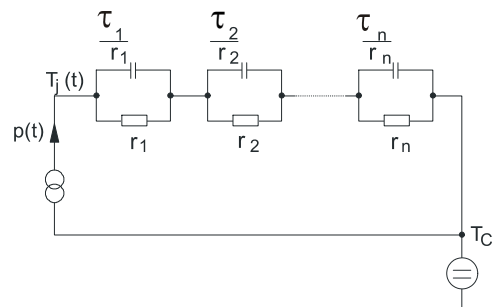 τ1/r1 τ2/r2 τn/rn
Tj(t)
r1 r2 rn
p(t)
TC